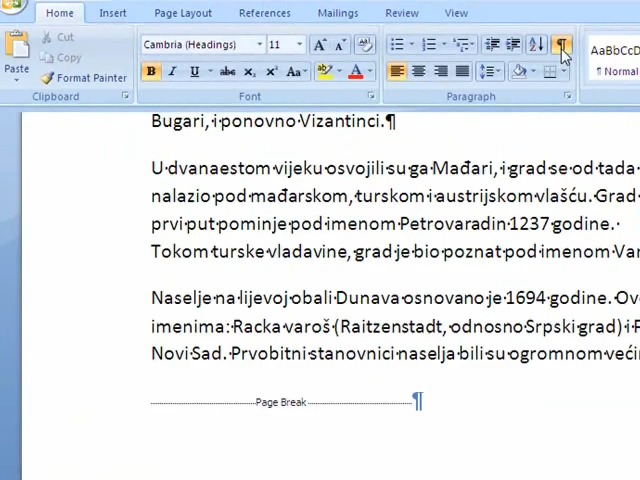 Home Insert Page Layout References Mailings Review View
Cut
Copy
Format Painter
Paste
Cambria (Headings) 11
B I U abc x₂ x² Aa
AaBbCcD
¶ Normal
Clipboard Font Paragraph
Bugari, i ponovno Vizantinci.¶
U dvanaestom vijeku osvojili su ga Mađari, i grad se od tada
nalazio pod mađarskom, turskom i austrijskom vlašću. Grad
prvi put pominje pod imenom Petrovaradin 1237 godine.
Tokom turske vladavine, grad je bio poznat pod imenom
Naselje na lijevoj obali Dunava osnovano je 1694 godine.
imenima: Racka varoš (Raitzenstadt, odnosno Srpski grad) i
Novi Sad. Prvobitni stanovnici naselja bili su ogromnom
Page Break ¶